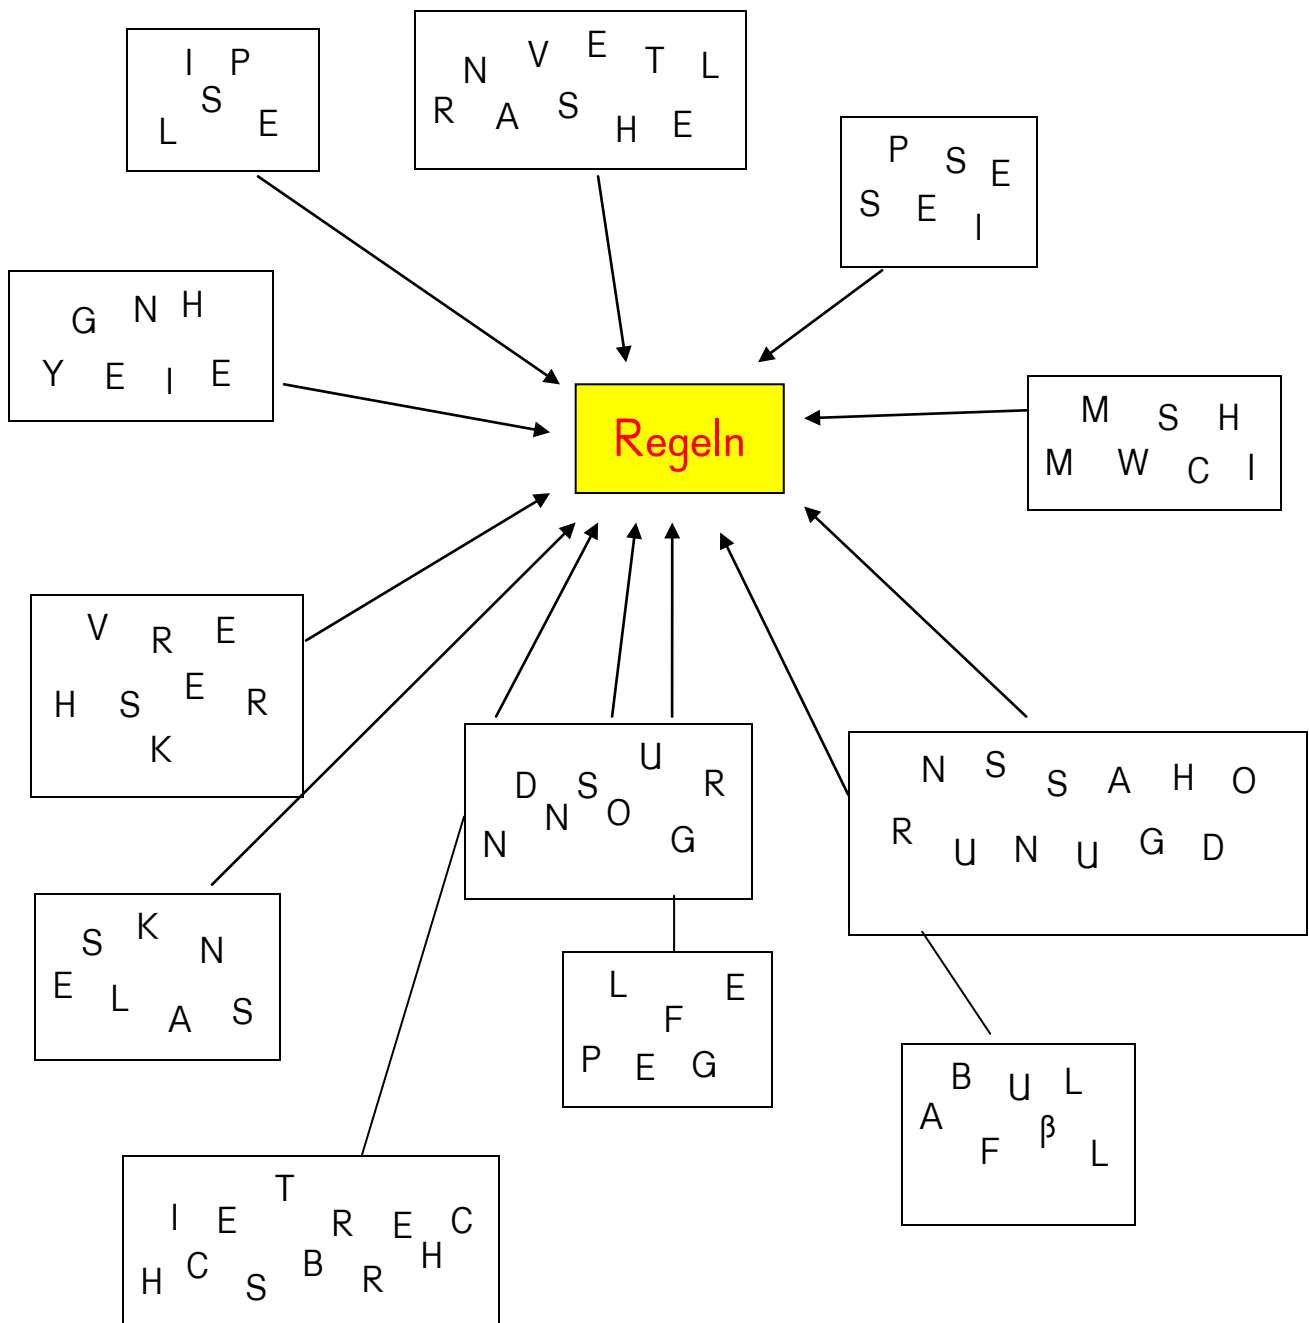 I P
S
L E
N V E T L
R A S H E
P S E
S E I
G N H
Y E I E
Regeln
M S H
M W C I
V R E
H S E R
K
U
D S R
N N O G
N S S A H O
R U N U G D
S K N
E L A S
L E
F
P E G
B U L
A F β L
T
I E R E C
H C S B R H